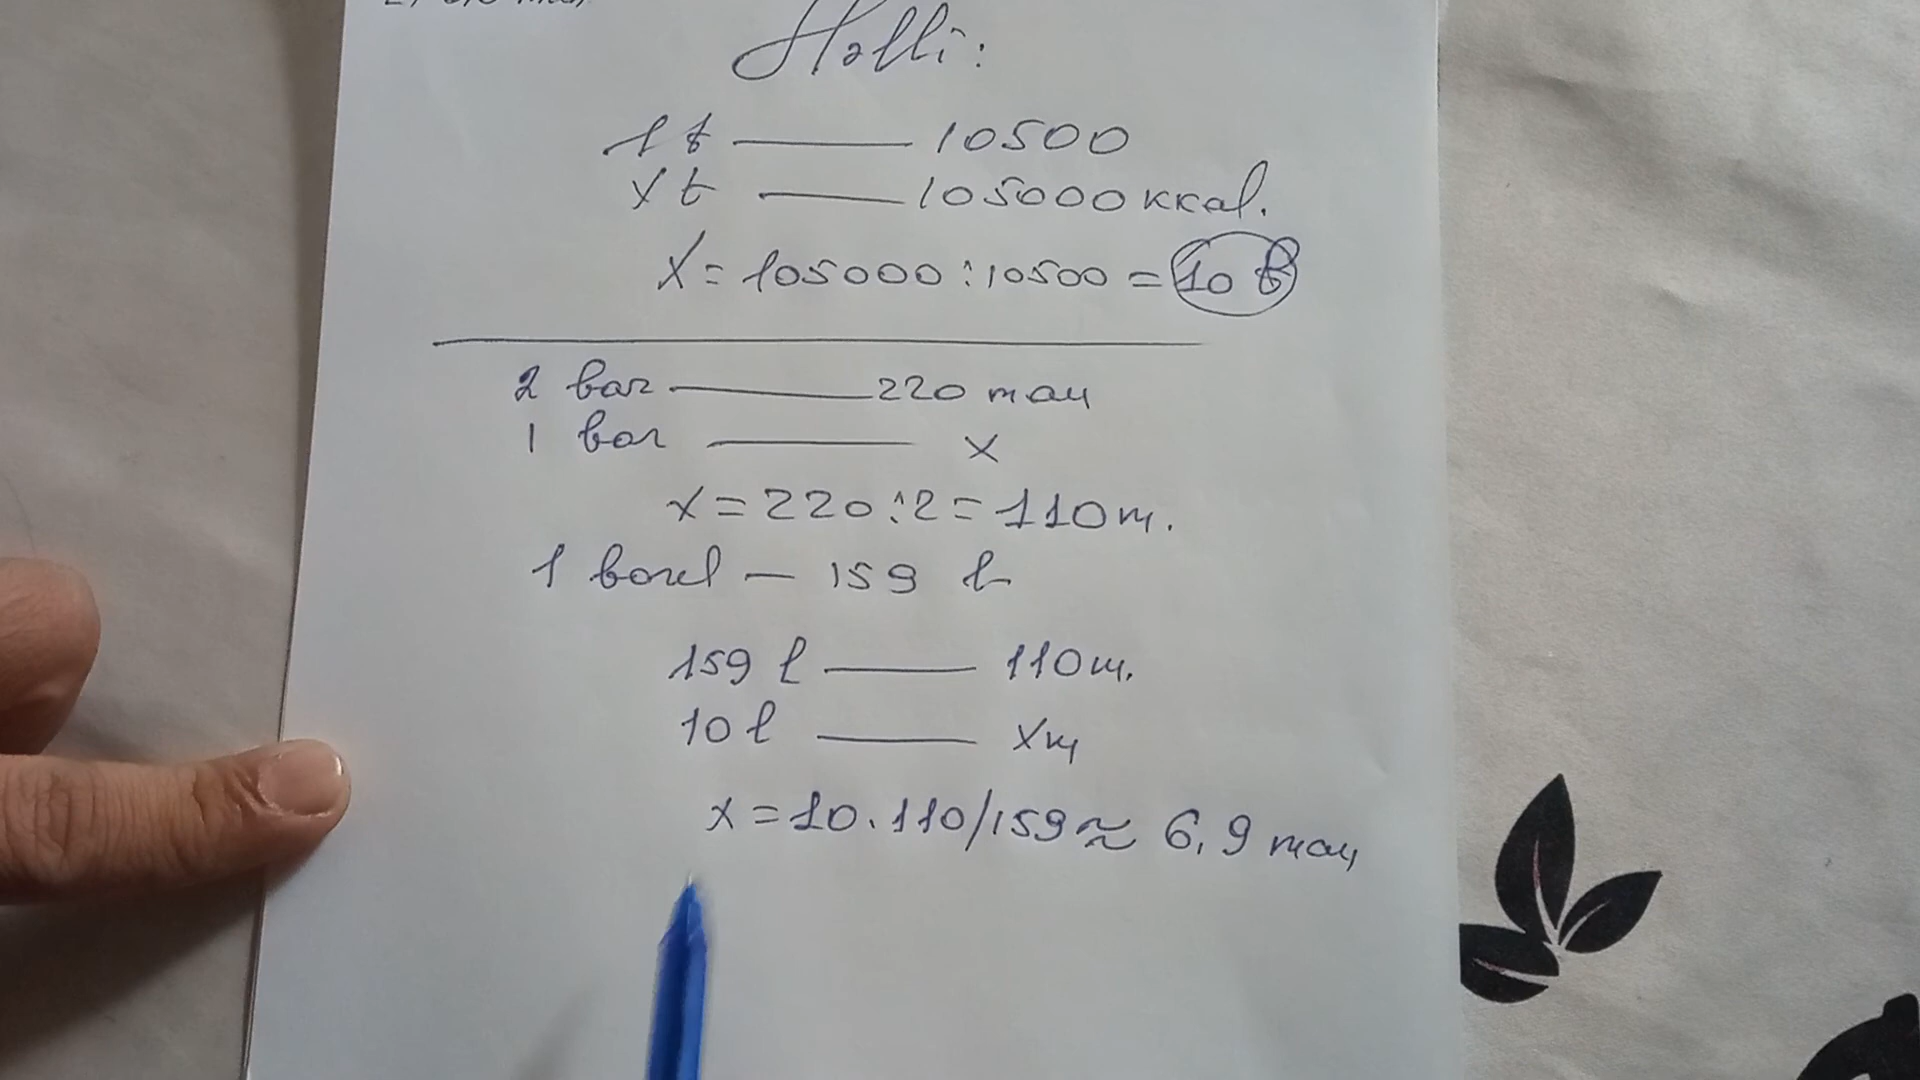 Həlli:
1 t — 10500
x t — 105000 kkal.
X = 105000 : 10500 = 10 t
2 bar — 220 man
1 bar — x
x = 220 : 2 = 110 m.
1 barel — 159 l
159 l — 110 m.
10 l — x m
x = 10 . 110/159 ≈ 6,9 man